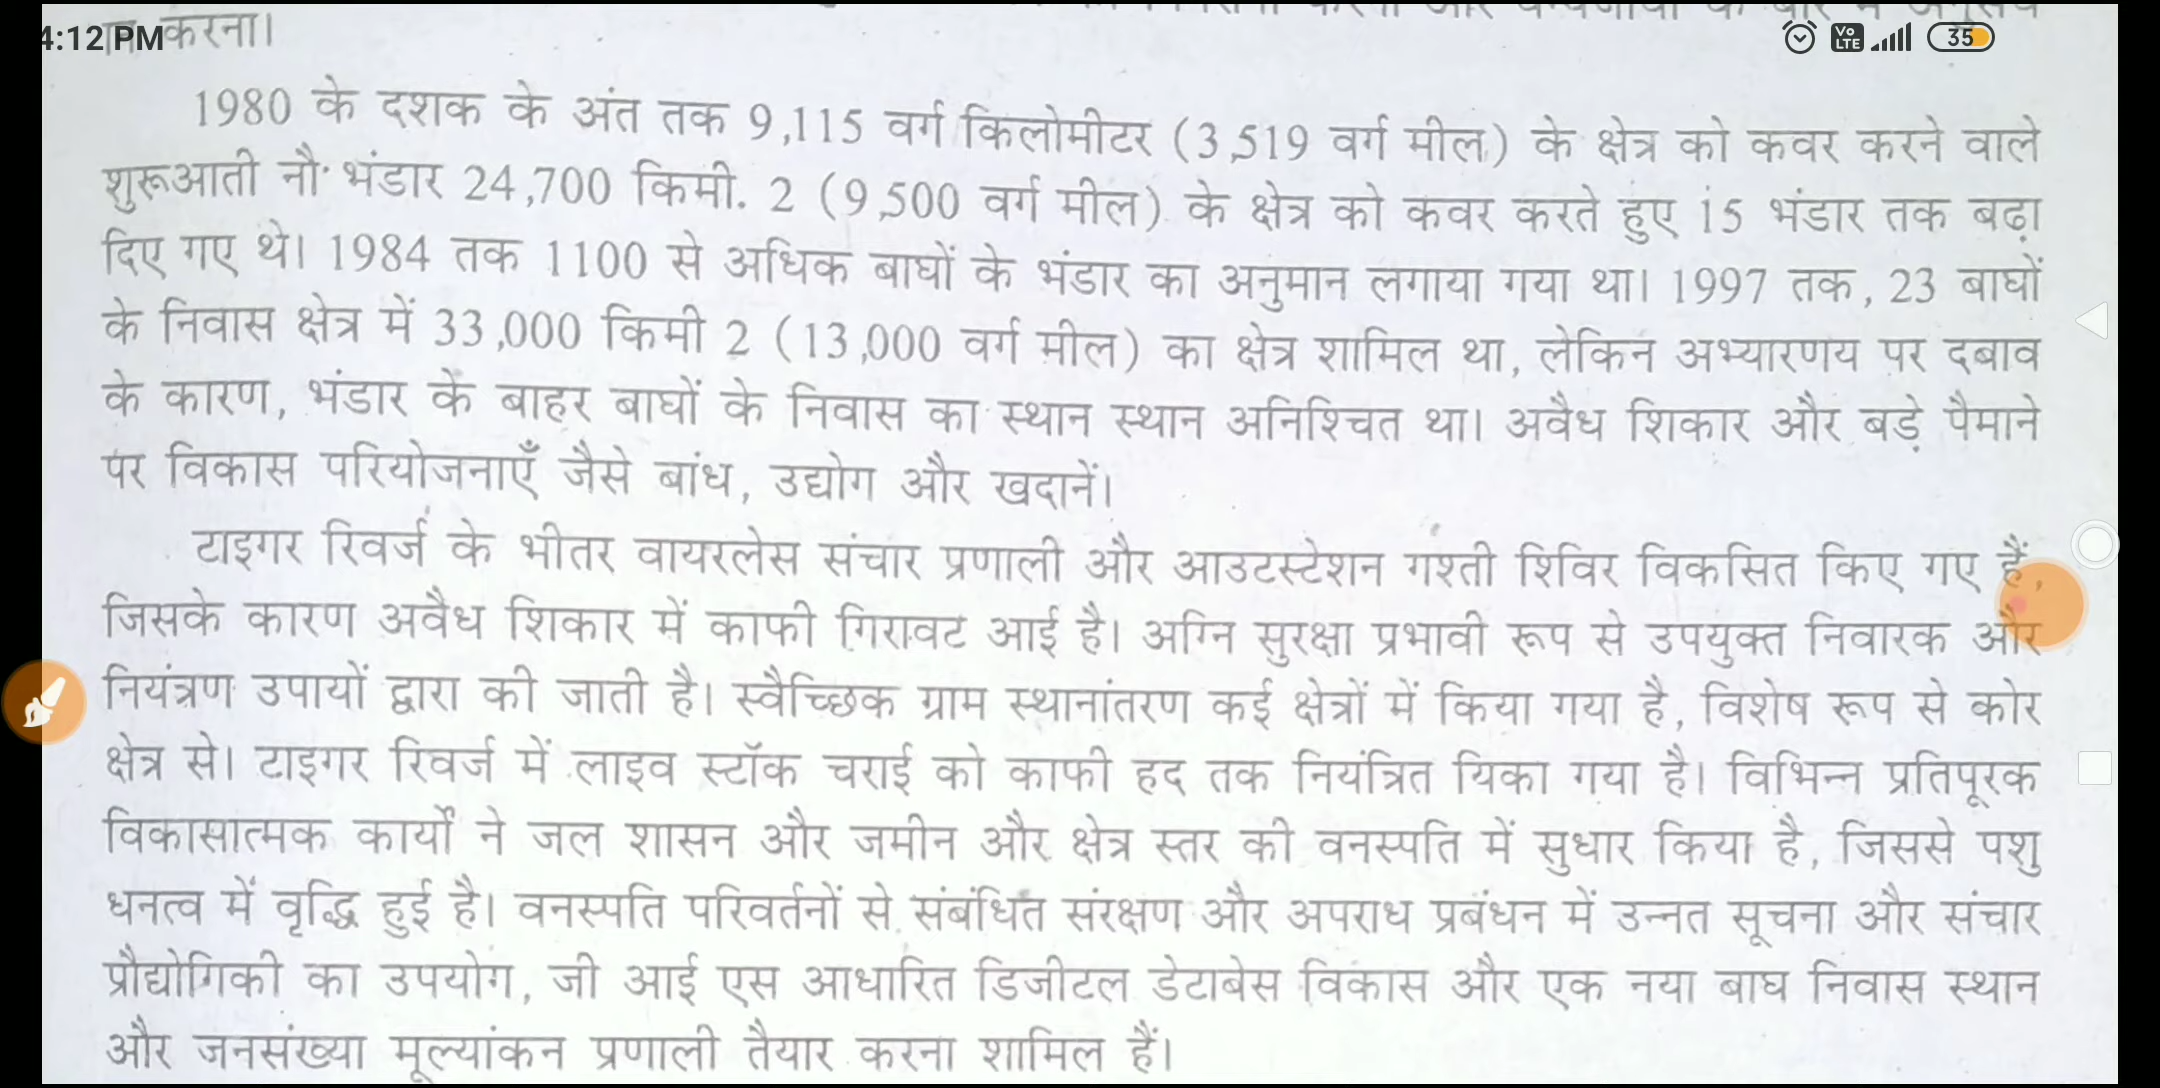 4:12 PM करना।
35
1980 के दशक के अंत तक 9,115 वर्ग किलोमीटर (3,519 वर्ग मील) के क्षेत्र को कवर करने वाले
शुरूआती नौ भंडार 24,700 किमी. 2 (9,500 वर्ग मील) के क्षेत्र को कवर करते हुए 15 भंडार तक बढ़ा
दिए गए थे। 1984 तक 1100 से अधिक बाघों के भंडार का अनुमान लगाया गया था। 1997 तक, 23 बाघों
के निवास क्षेत्र में 33,000 किमी 2 (13,000 वर्ग मील) का क्षेत्र शामिल था, लेकिन अभ्यारणय पर दबाव
के कारण, भंडार के बाहर बाघों के निवास का स्थान स्थान अनिश्चित था। अवैध शिकार और बड़े पैमाने
पर विकास परियोजनाएँ जैसे बांध, उद्योग और खदानें।
टाइगर रिवर्ज के भीतर वायरलेस संचार प्रणाली और आउटस्टेशन गश्ती शिविर विकसित किए गए हैं,
जिसके कारण अवैध शिकार में काफी गिरावट आई है। अग्नि सुरक्षा प्रभावी रूप से उपयुक्त निवारक और
नियंत्रण उपायों द्वारा की जाती है। स्वैच्छिक ग्राम स्थानांतरण कई क्षेत्रों में किया गया है, विशेष रूप से कोर
क्षेत्र से। टाइगर रिवर्ज में लाइव स्टॉक चराई को काफी हद तक नियंत्रित यिका गया है। विभिन्न प्रतिपूरक
विकासात्मक कार्यों ने जल शासन और जमीन और क्षेत्र स्तर की वनस्पति में सुधार किया है, जिससे पशु
धनत्व में वृद्धि हुई है। वनस्पति परिवर्तनों से संबंधित संरक्षण और अपराध प्रबंधन में उन्नत सूचना और संचार
प्रौद्योगिकी का उपयोग, जी आई एस आधारित डिजीटल डेटाबेस विकास और एक नया बाघ निवास स्थान
और जनसंख्या मूल्यांकन प्रणाली तैयार करना शामिल हैं।